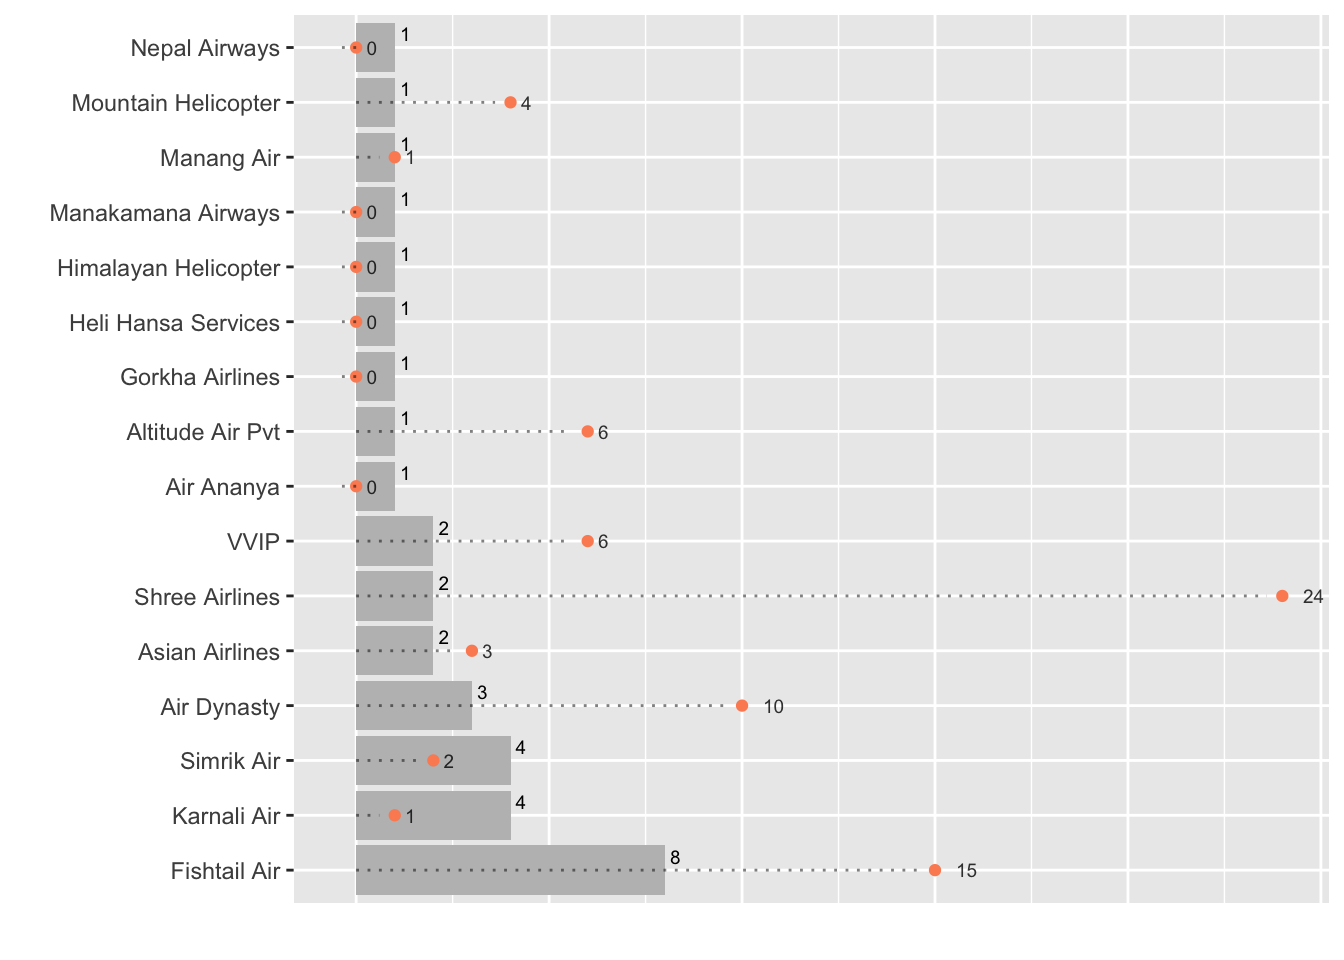 Nepal Airways 0 1
Mountain Helicopter 1 4
Manang Air 1 1
Manakamana Airways 0 1
Himalayan Helicopter 0 1
Heli Hansa Services 0 1
Gorkha Airlines 0 1
Altitude Air Pvt 1 6
Air Ananya 0 1
VVIP 2 6
Shree Airlines 2 24
Asian Airlines 2 3
Air Dynasty 3 10
Simrik Air 2 4
Karnali Air 1 4
Fishtail Air 8 15